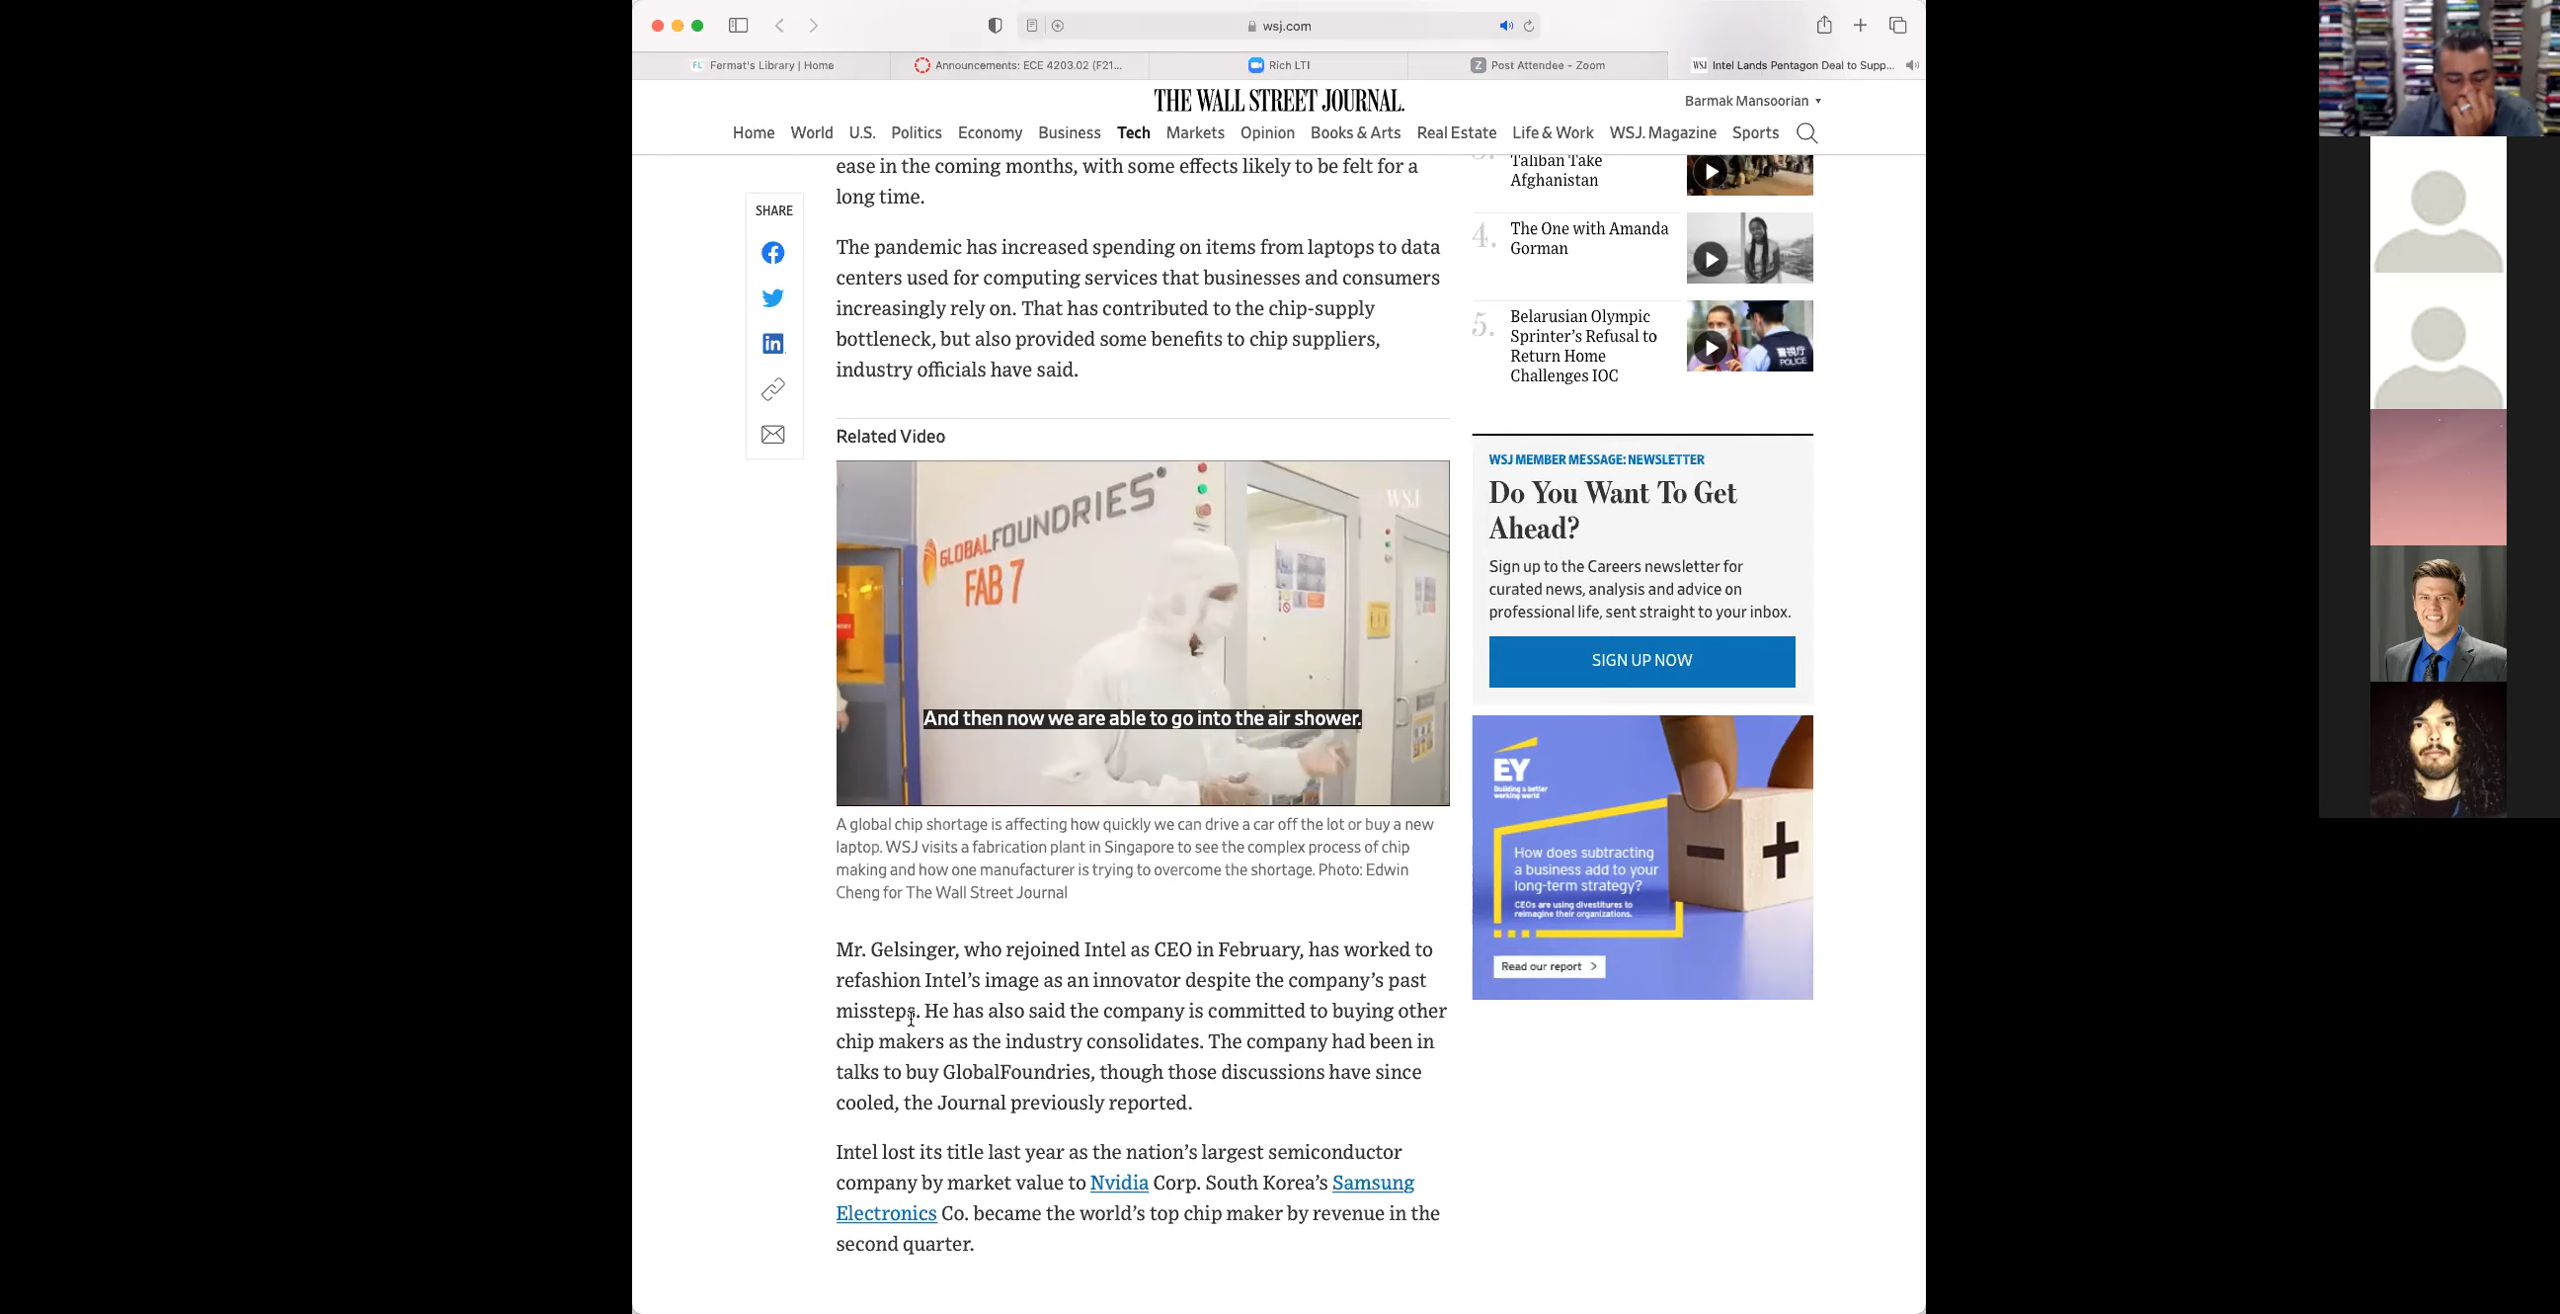 wsj.com
Fermat's Library | Home
Announcements: ECE 4203.02 (F21...
Rich LTI
Post Attendee - Zoom
WSJ Intel Lands Pentagon Deal to Supp...
THE WALL STREET JOURNAL.
Barmak Mansoorian
Home World U.S. Politics Economy Business Tech Markets Opinion Books & Arts Real Estate Life & Work WSJ. Magazine Sports
SHARE
ease in the coming months, with some effects likely to be felt for a
long time.
The pandemic has increased spending on items from laptops to data
centers used for computing services that businesses and consumers
increasingly rely on. That has contributed to the chip-supply
bottleneck, but also provided some benefits to chip suppliers,
industry officials have said.
Related Video
WSJ
GLOBALFOUNDRIES
FAB 7
And then now we are able to go into the air shower.
A global chip shortage is affecting how quickly we can drive a car off the lot or buy a new
laptop. WSJ visits a fabrication plant in Singapore to see the complex process of chip
making and how one manufacturer is trying to overcome the shortage. Photo: Edwin
Cheng for The Wall Street Journal
Mr. Gelsinger, who rejoined Intel as CEO in February, has worked to
refashion Intel's image as an innovator despite the company's past
missteps. He has also said the company is committed to buying other
chip makers as the industry consolidates. The company had been in
talks to buy GlobalFoundries, though those discussions have since
cooled, the Journal previously reported.
Intel lost its title last year as the nation's largest semiconductor
company by market value to Nvidia Corp. South Korea's Samsung
Electronics Co. became the world's top chip maker by revenue in the
second quarter.
Taliban Take
Afghanistan
4. The One with Amanda
Gorman
5. Belarusian Olympic
Sprinter's Refusal to
Return Home
Challenges IOC
警視庁
POLICE
WSJ MEMBER MESSAGE: NEWSLETTER
Do You Want To Get
Ahead?
Sign up to the Careers newsletter for
curated news, analysis and advice on
professional life, sent straight to your inbox.
SIGN UP NOW
EY
Building a better
working world
How does subtracting
a business add to your
long-term strategy?
CEOs are using divestitures to
reimagine their organizations.
Read our report >